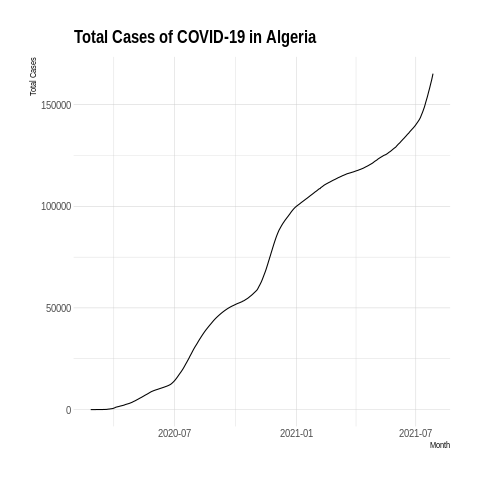 Total Cases of COVID-19 in Algeria
Total Cases
150000
100000
50000
0
2020-07
2021-01
2021-07
Month